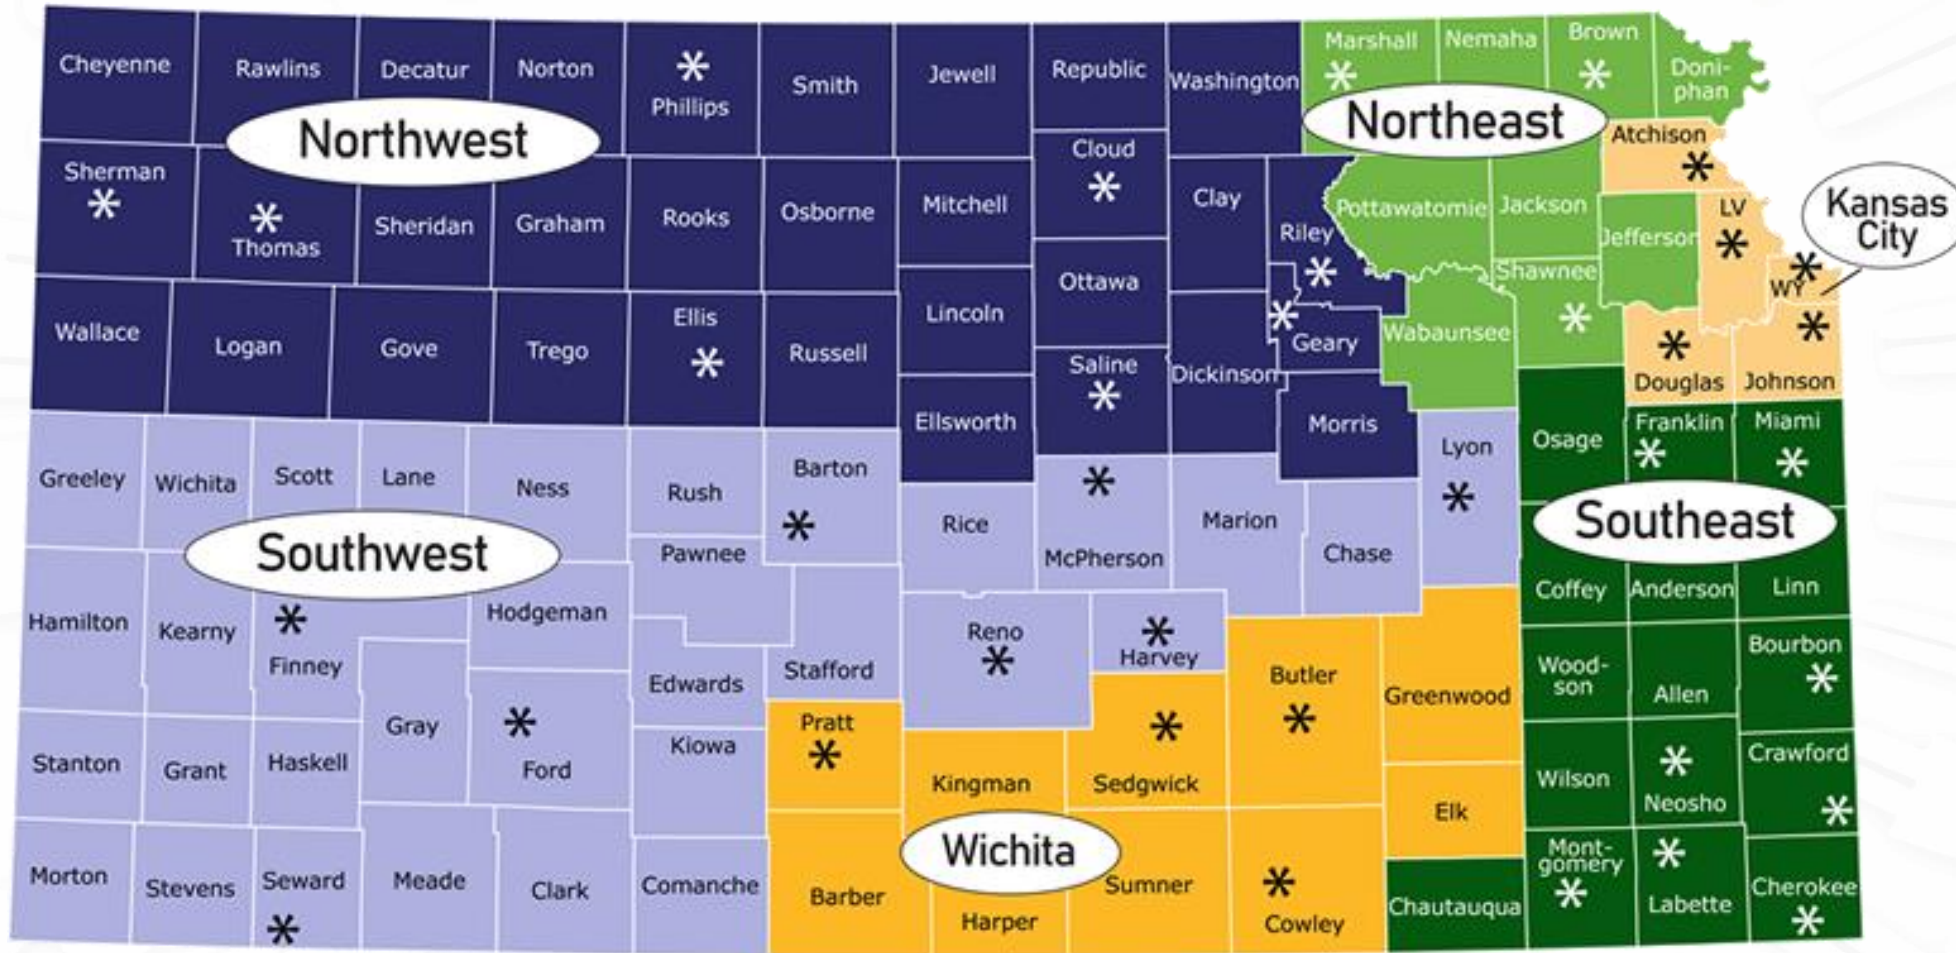 Cheyenne
Rawlins
Decatur
Norton
*
Phillips
Smith
Jewell
Republic
Washington
Marshall
*
Nemaha
Brown
*
Doni-
phan
Northwest
Northeast
Atchison
*
Sherman
*
*
Thomas
Sheridan
Graham
Rooks
Osborne
Mitchell
Cloud
*
Clay
Riley
*
Pottawatomie
Jackson
Jefferson
LV
*
Kansas
City
*
WY
Wallace
Logan
Gove
Trego
Ellis
*
Russell
Lincoln
Ottawa
Saline
*
Dickinson
*
Geary
Wabaunsee
Shawnee
*
*
Douglas
*
Johnson
Ellsworth
Morris
Greeley
Wichita
Scott
Lane
Ness
Rush
Barton
*
Rice
*
McPherson
Marion
Chase
Lyon
*
Osage
Franklin
*
Miami
*
Southwest
Southeast
Pawnee
Hamilton
Kearny
*
Finney
Hodgeman
Edwards
Stafford
Reno
*
*
Harvey
Butler
*
Greenwood
Coffey
Anderson
Linn
Wood-
son
Allen
Bourbon
*
Stanton
Grant
Haskell
Gray
*
Ford
Kiowa
Pratt
*
Kingman
*
Sedgwick
Elk
Wilson
*
Neosho
Crawford
*
Wichita
Morton
Stevens
Seward
*
Meade
Clark
Comanche
Barber
Harper
Sumner
*
Cowley
Chautauqua
Mont-
gomery
*
*
Labette
Cherokee
*